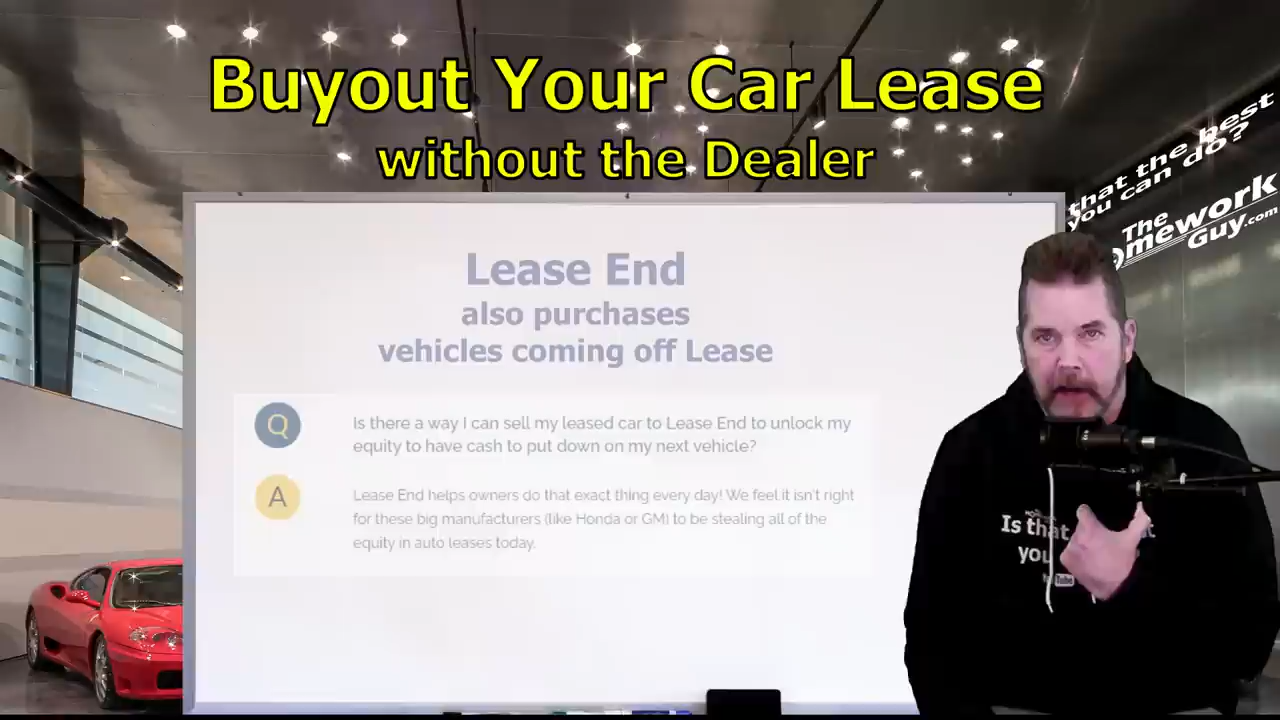 Buyout Your Car Lease
without the Dealer
that the best
you can do?
The
mework
Guy.com
Lease End
also purchases
vehicles coming off Lease
Q
Is there a way I can sell my leased car to Lease End to unlock my
equity to have cash to put down on my next vehicle?
A
Lease End helps owners do that exact thing every day! We feel it isn't right
for these big manufacturers (like Honda or GM) to be stealing all of the
equity in auto leases today.
Is that
you
Tube